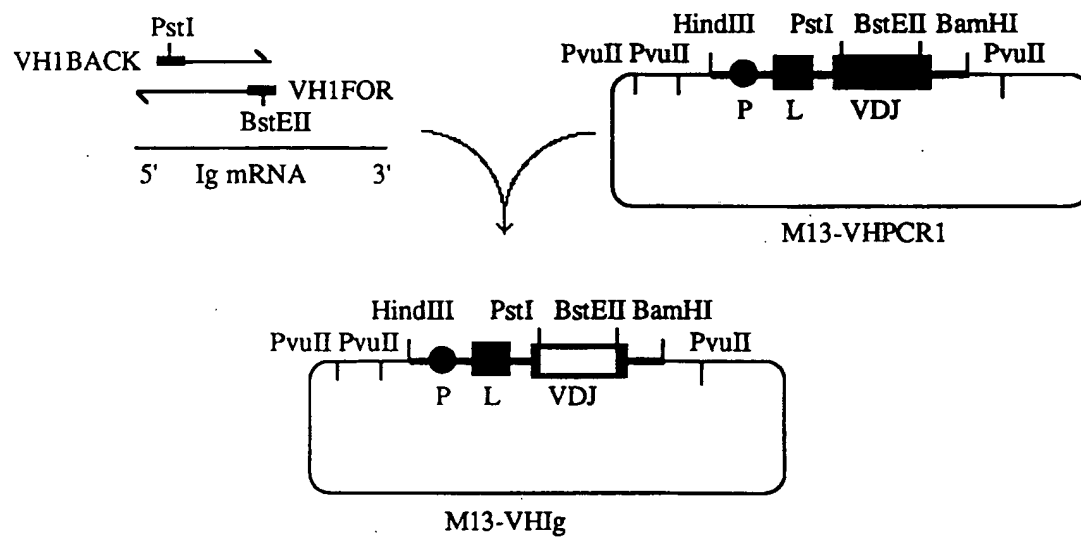 PstI
VH1BACK
VH1FOR
BstEII
5' Ig mRNA 3'
HindIII PstI BstEII BamHI
PvuII PvuII PvuII
P L VDJ
M13-VHPCR1
HindIII PstI BstEII BamHI
PvuII PvuII PvuII
P L VDJ
M13-VHIg